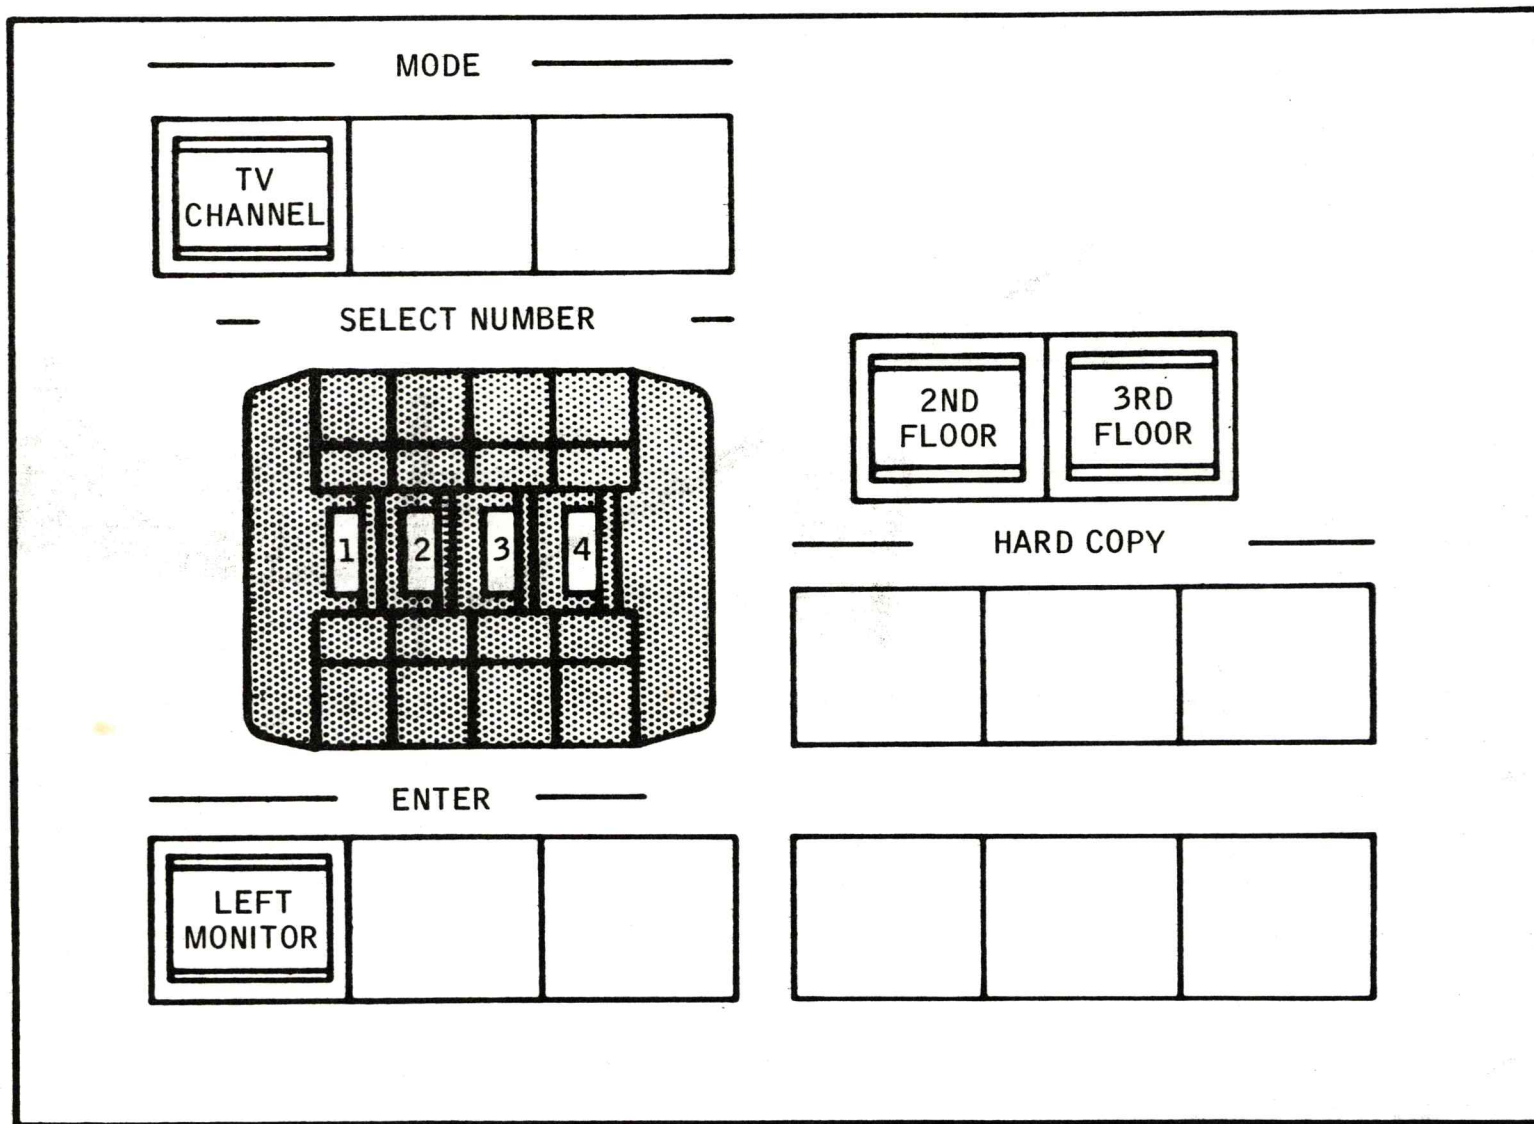 MODE
TV
CHANNEL
SELECT NUMBER
1 2 3 4
ENTER
LEFT
MONITOR
2ND
FLOOR
3RD
FLOOR
HARD COPY